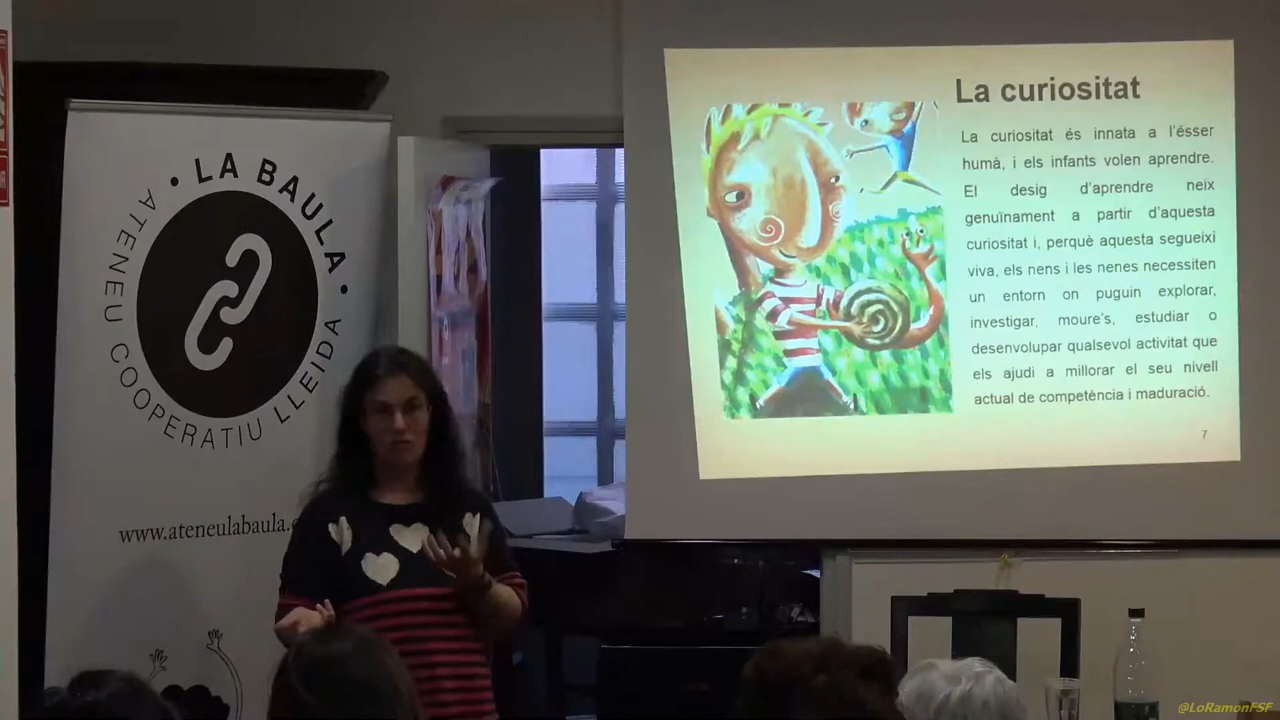 • LA BAULA •
ATENEU COOPERATIU LLEIDA
www.ateneulabaula.
La curiositat
La curiositat és innata a l'ésser
humà, i els infants volen aprendre.
El desig d'aprendre neix
genuïnament a partir d'aquesta
curiositat i, perquè aquesta segueixi
viva, els nens i les nenes necessiten
un entorn on puguin explorar,
investigar, moure's, estudiar o
desenvolupar qualsevol activitat que
els ajudi a millorar el seu nivell
actual de competència i maduració.
7
@LoRamonFSF